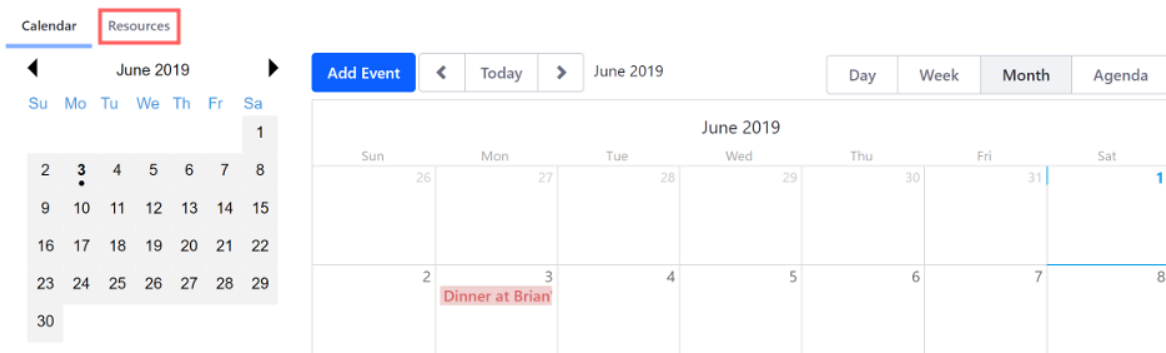 Calendar Resources
June 2019
Su Mo Tu We Th Fr Sa
1
2 3 4 5 6 7 8
9 10 11 12 13 14 15
16 17 18 19 20 21 22
23 24 25 26 27 28 29
30
Add Event Today June 2019 Day Week Month Agenda
June 2019
Sun Mon Tue Wed Thu Fri Sat
26 27 28 29 30 31 1
2 3 4 5 6 7 8
Dinner at Brian'